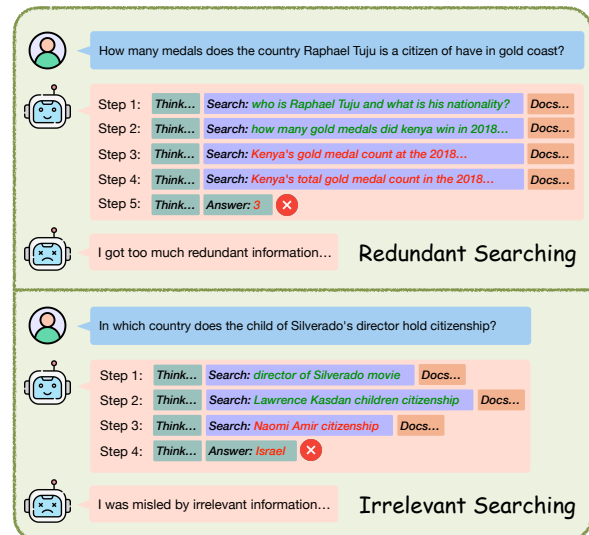 How many medals does the country Raphael Tuju is a citizen of have in gold coast?
Step 1: Think... Search: who is Raphael Tuju and what is his nationality? Docs...
Step 2: Think... Search: how many gold medals did kenya win in 2018... Docs...
Step 3: Think... Search: Kenya's gold medal count at the 2018... Docs...
Step 4: Think... Search: Kenya's total gold medal count in the 2018... Docs...
Step 5: Think... Answer: 3
I got too much redundant information... Redundant Searching
In which country does the child of Silverado's director hold citizenship?
Step 1: Think... Search: director of Silverado movie Docs...
Step 2: Think... Search: Lawrence Kasdan children citizenship Docs...
Step 3: Think... Search: Naomi Amir citizenship Docs...
Step 4: Think... Answer: Israel
I was misled by irrelevant information... Irrelevant Searching